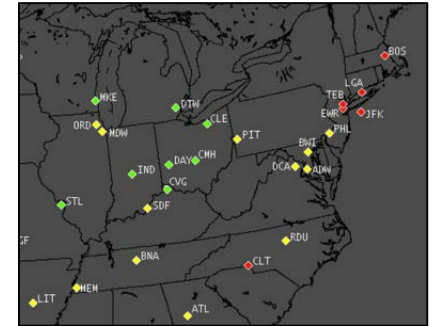 BOS
LGA
TEB
EWR
JFK
MKE
DTW
CLE
ORD
MDW
PIT
PHL
BWI
CMH
DAY
IND
DCA
ADW
CVG
STL
SDF
RDU
GF
BNA
CLT
MEM
LIT
ATL